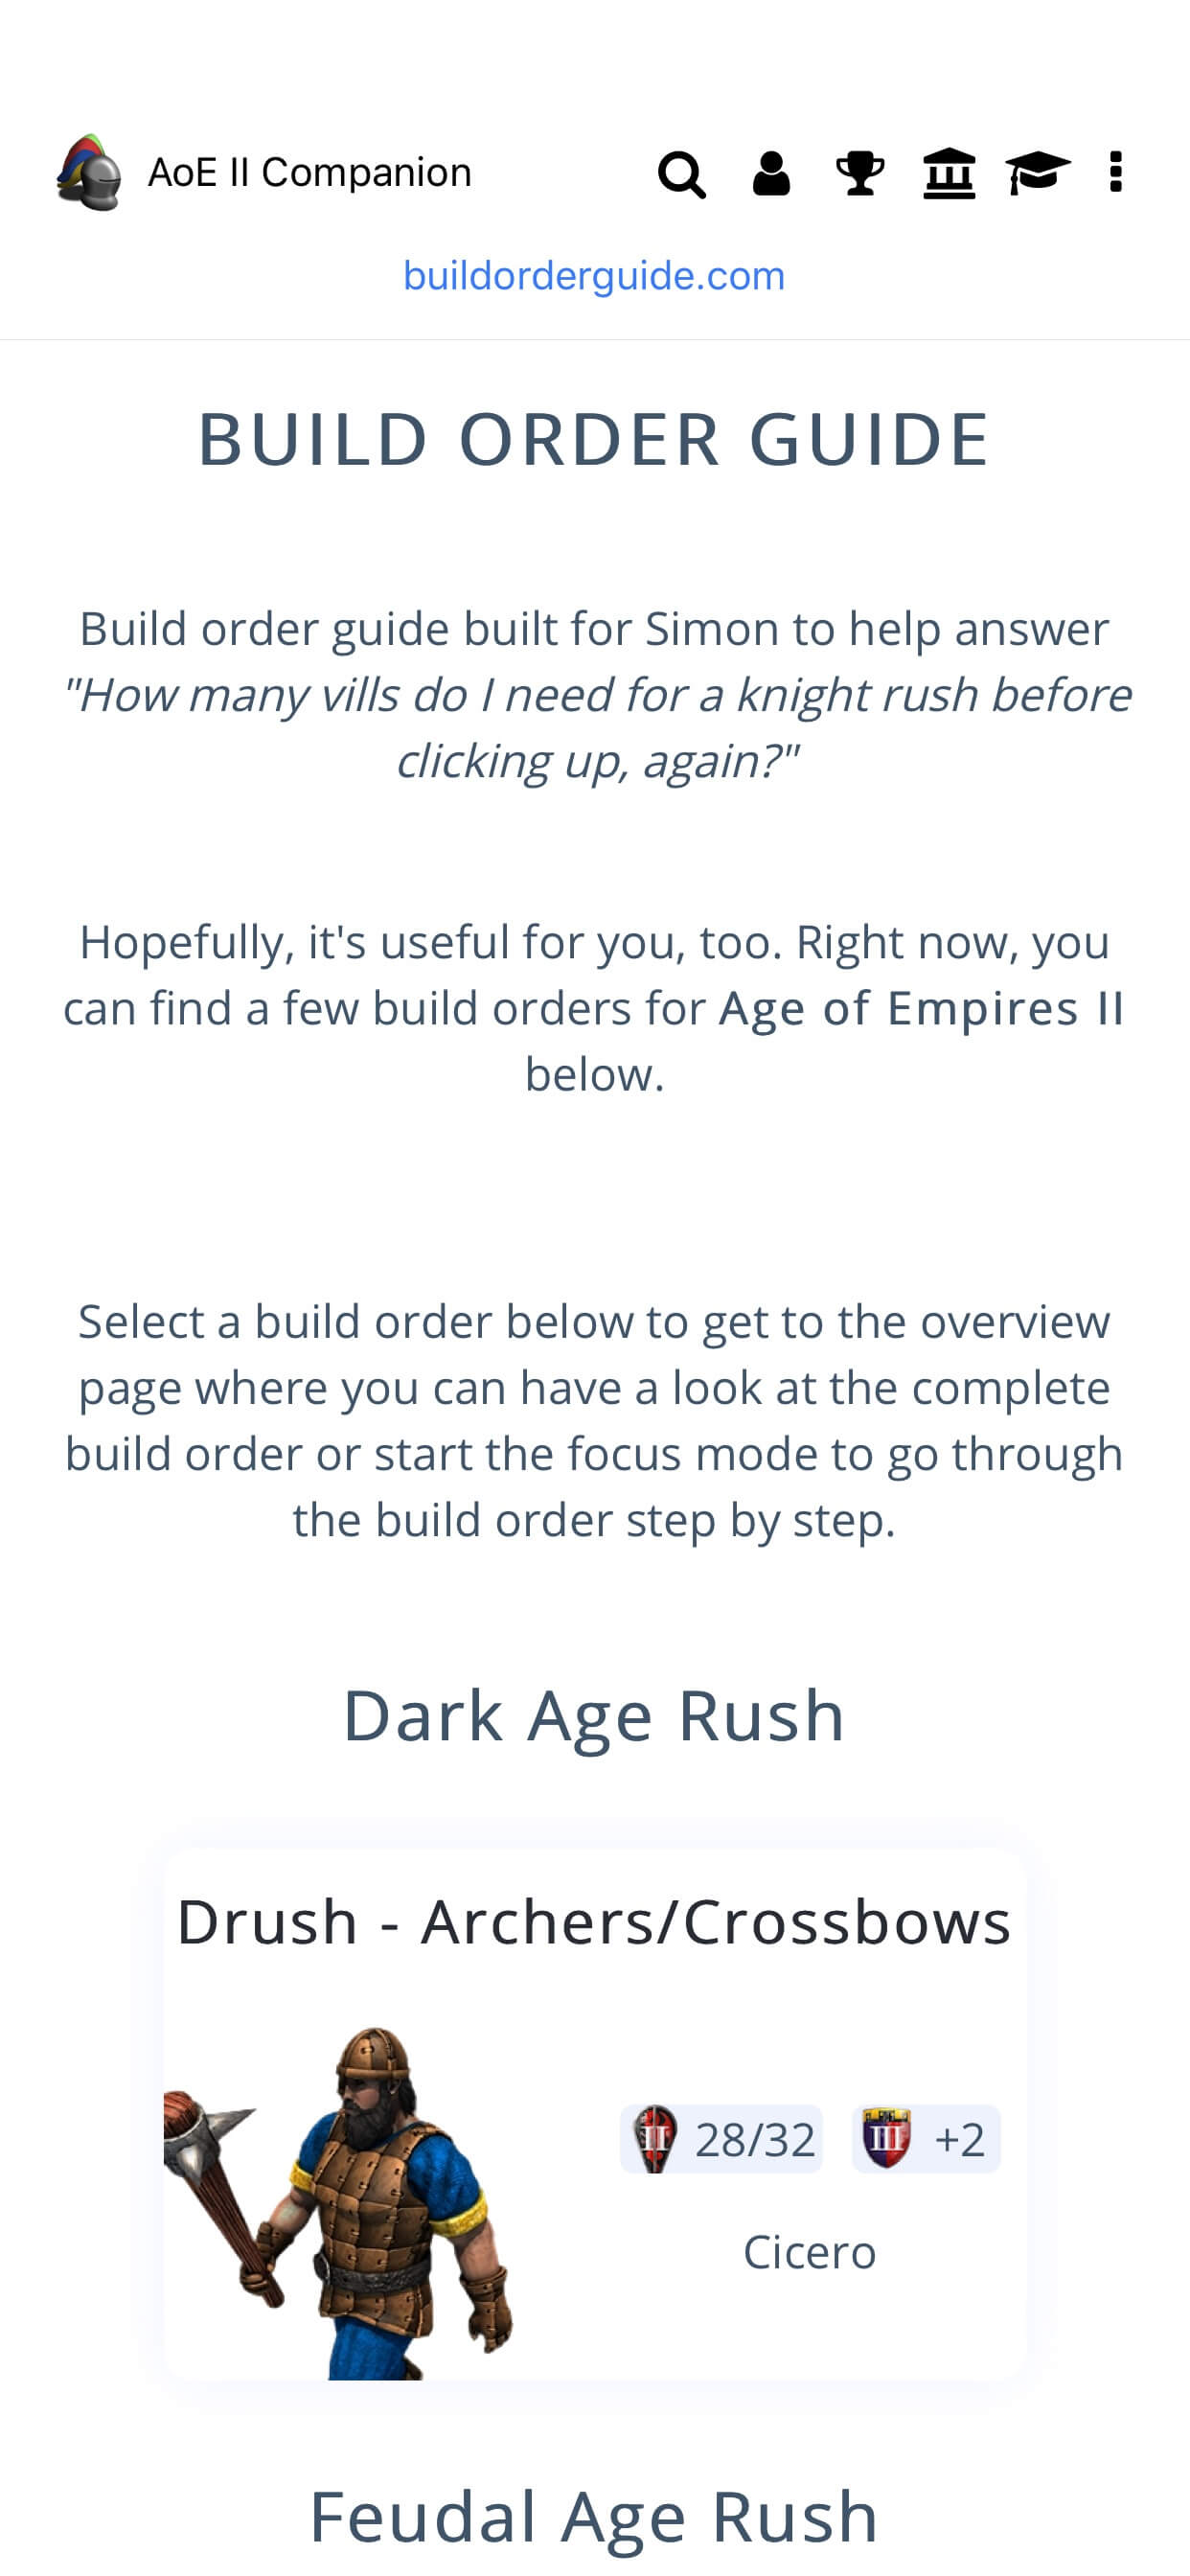 AoE II Companion
buildorderguide.com
BUILD ORDER GUIDE
Build order guide built for Simon to help answer
"How many vills do I need for a knight rush before
clicking up, again?"
Hopefully, it's useful for you, too. Right now, you
can find a few build orders for Age of Empires II
below.
Select a build order below to get to the overview
page where you can have a look at the complete
build order or start the focus mode to go through
the build order step by step.
Dark Age Rush
Drush - Archers/Crossbows
II 28/32 III +2
Cicero
Feudal Age Rush